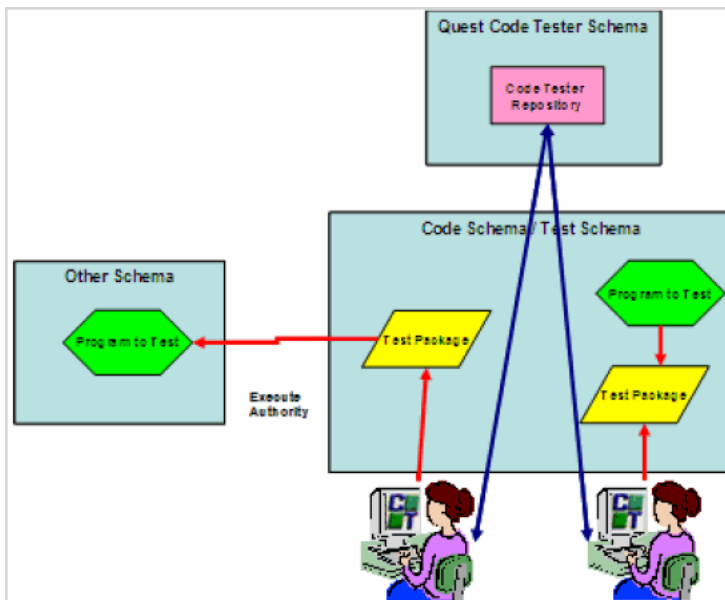 Quest Code Tester Schema
Code Tester
Repository
Code Schema / Test Schema
Other Schema
Program to Test
Program to Test
Test Package
Test Package
Execute
Authority
C
T
C
T